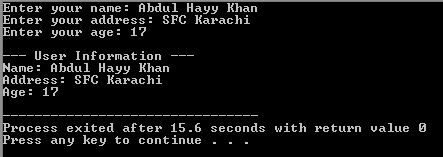 Enter your name: Abdul Hayy Khan
Enter your address: SFC Karachi
Enter your age: 17
--- User Information ---
Name: Abdul Hayy Khan
Address: SFC Karachi
Age: 17
--------------------------------
Process exited after 15.6 seconds with return value 0
Press any key to continue . . .